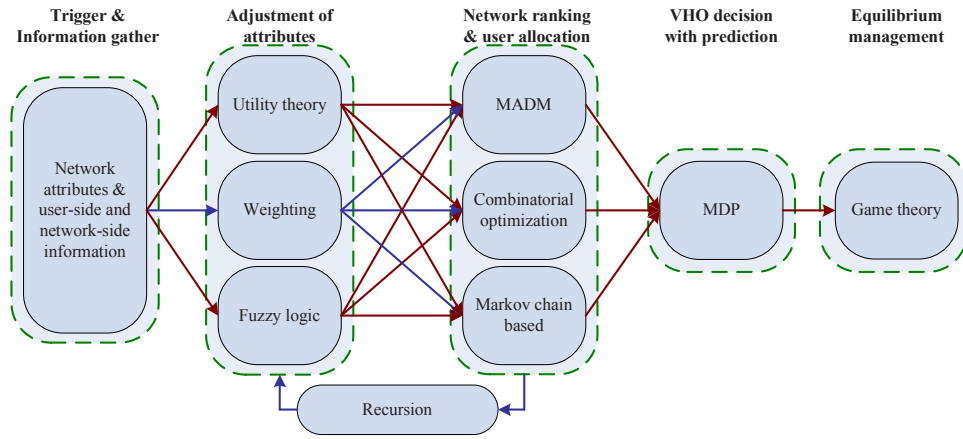 Trigger &
Information gather
Adjustment of
attributes
Network ranking
& user allocation
VHO decision
with prediction
Equilibrium
management
Network
attributes &
user-side and
network-side
information
Utility theory
Weighting
Fuzzy logic
MADM
Combinatorial
optimization
Markov chain
based
MDP
Game theory
Recursion